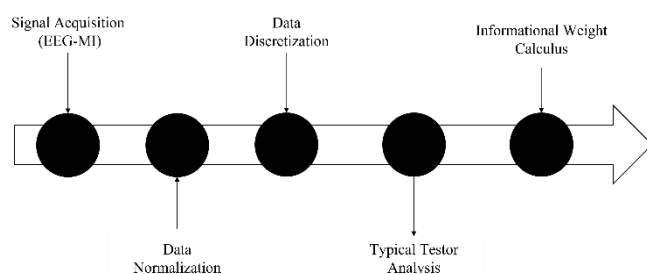 Signal Acquisition
(EEG-MI)
Data
Discretization
Informational Weight
Calculus
Data
Normalization
Typical Testor
Analysis